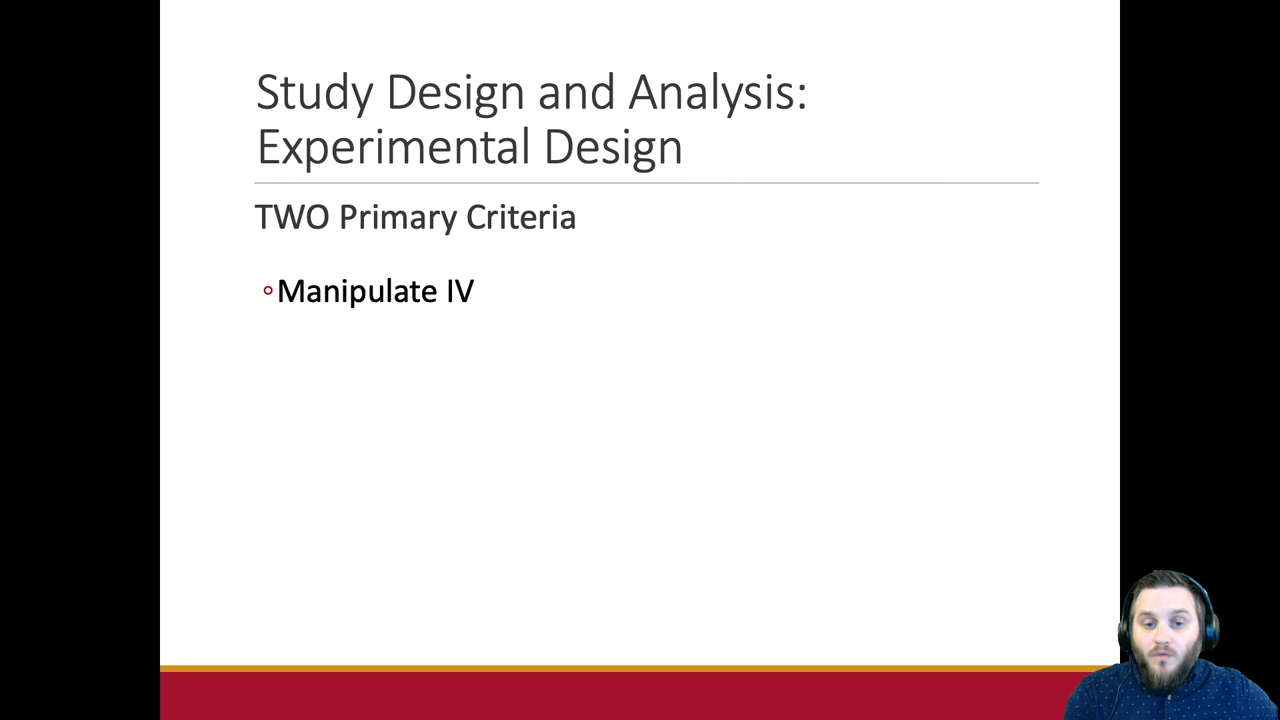 Study Design and Analysis:
Experimental Design
TWO Primary Criteria
◦Manipulate IV